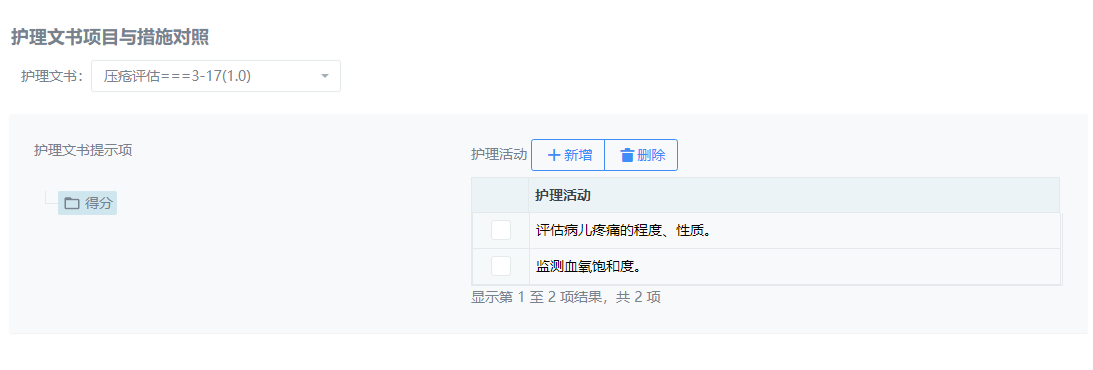 护理文书项目与措施对照
护理文书：压疮评估===3-17(1.0)
护理文书提示项
得分
护理活动 新增 删除
护理活动
评估病儿疼痛的程度、性质。
监测血氧饱和度。
显示第 1 至 2 项结果，共 2 项